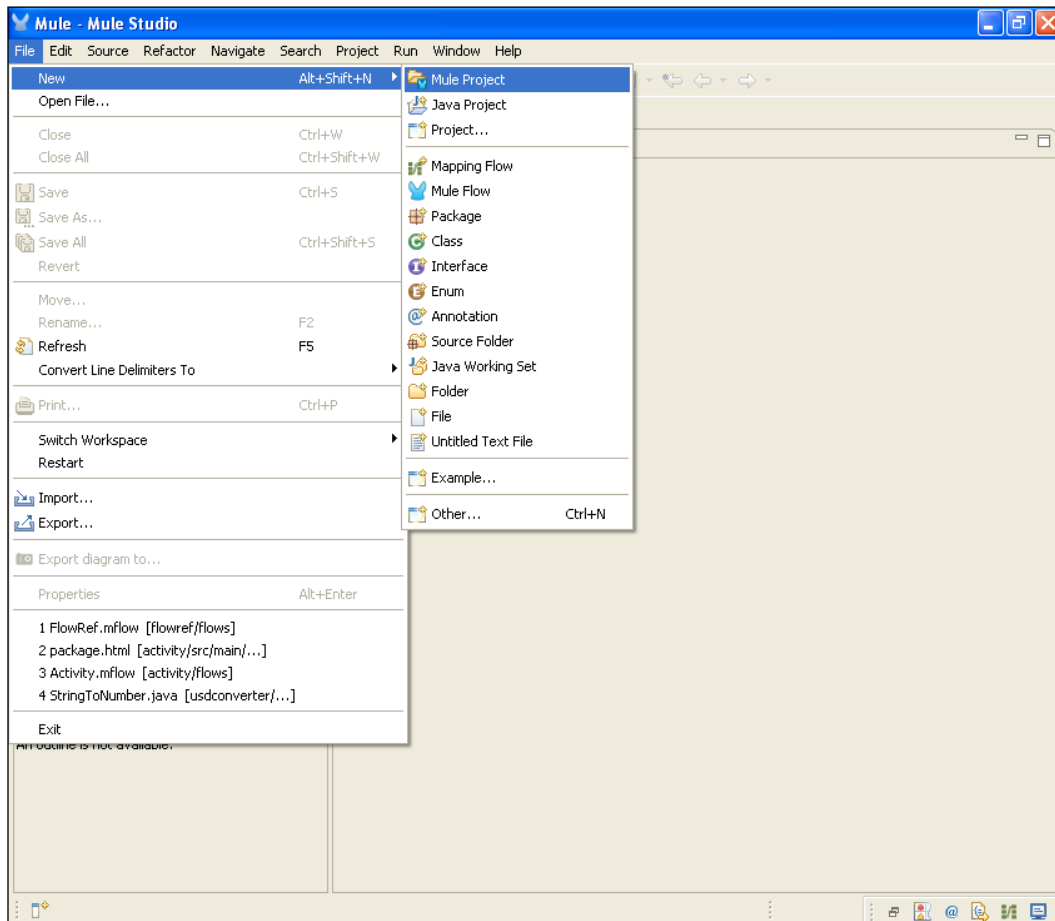 Mule - Mule Studio
File Edit Source Refactor Navigate Search Project Run Window Help
New Alt+Shift+N
Open File...
Close Ctrl+W
Close All Ctrl+Shift+W
Save Ctrl+S
Save As...
Save All Ctrl+Shift+S
Revert
Move...
Rename... F2
Refresh F5
Convert Line Delimiters To
Print... Ctrl+P
Switch Workspace
Restart
Import...
Export...
Export diagram to...
Properties Alt+Enter
1 FlowRef.mflow [flowref/flows]
2 package.html [activity/src/main/...]
3 Activity.mflow [activity/flows]
4 StringToNumber.java [usdconverter/...]
Exit
An outline is not available.
Mule Project
Java Project
Project...
Mapping Flow
Mule Flow
Package
Class
Interface
Enum
Annotation
Source Folder
Java Working Set
Folder
File
Untitled Text File
Example...
Other... Ctrl+N